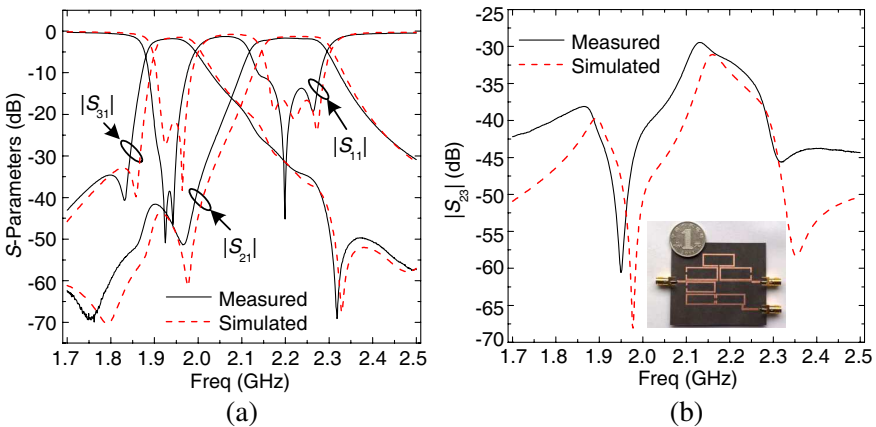 0
-10
-20
-30
-40
-50
-60
-70
S-Parameters (dB)
|S31|
|S11|
|S21|
Measured
Simulated
1.7 1.8 1.9 2.0 2.1 2.2 2.3 2.4 2.5
Freq (GHz)
(a)
-25
-30
-35
-40
-45
-50
-55
-60
-65
-70
-75
|S23| (dB)
Measured
Simulated
1
1.7 1.8 1.9 2.0 2.1 2.2 2.3 2.4 2.5
Freq (GHz)
(b)